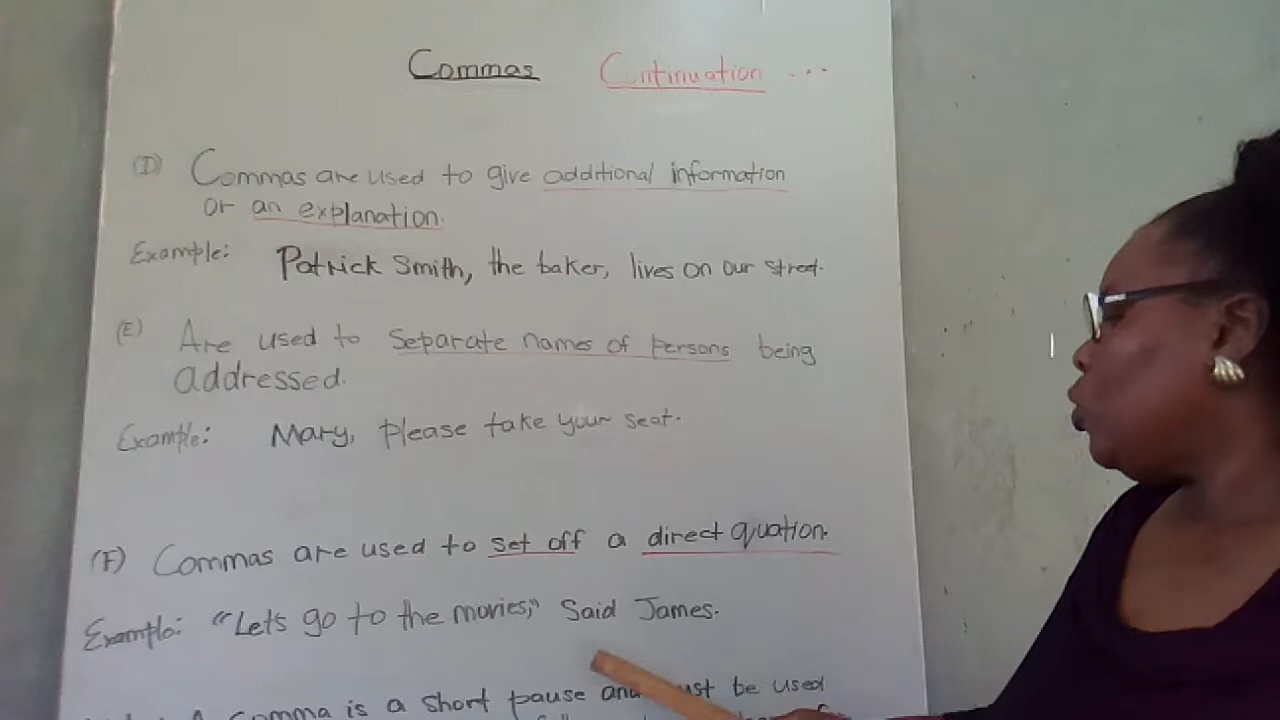 Commas Continuation ...
(D) Commas are used to give additional information
or an explanation.
Example: Patrick Smith, the baker, lives on our street.
(E) Are used to separate names of persons being
addressed.
Example: Mary, please take your seat.
(F) Commas are used to set off a direct quation.
Example: "Let's go to the movies," Said James.
A comma is a short pause and must be used